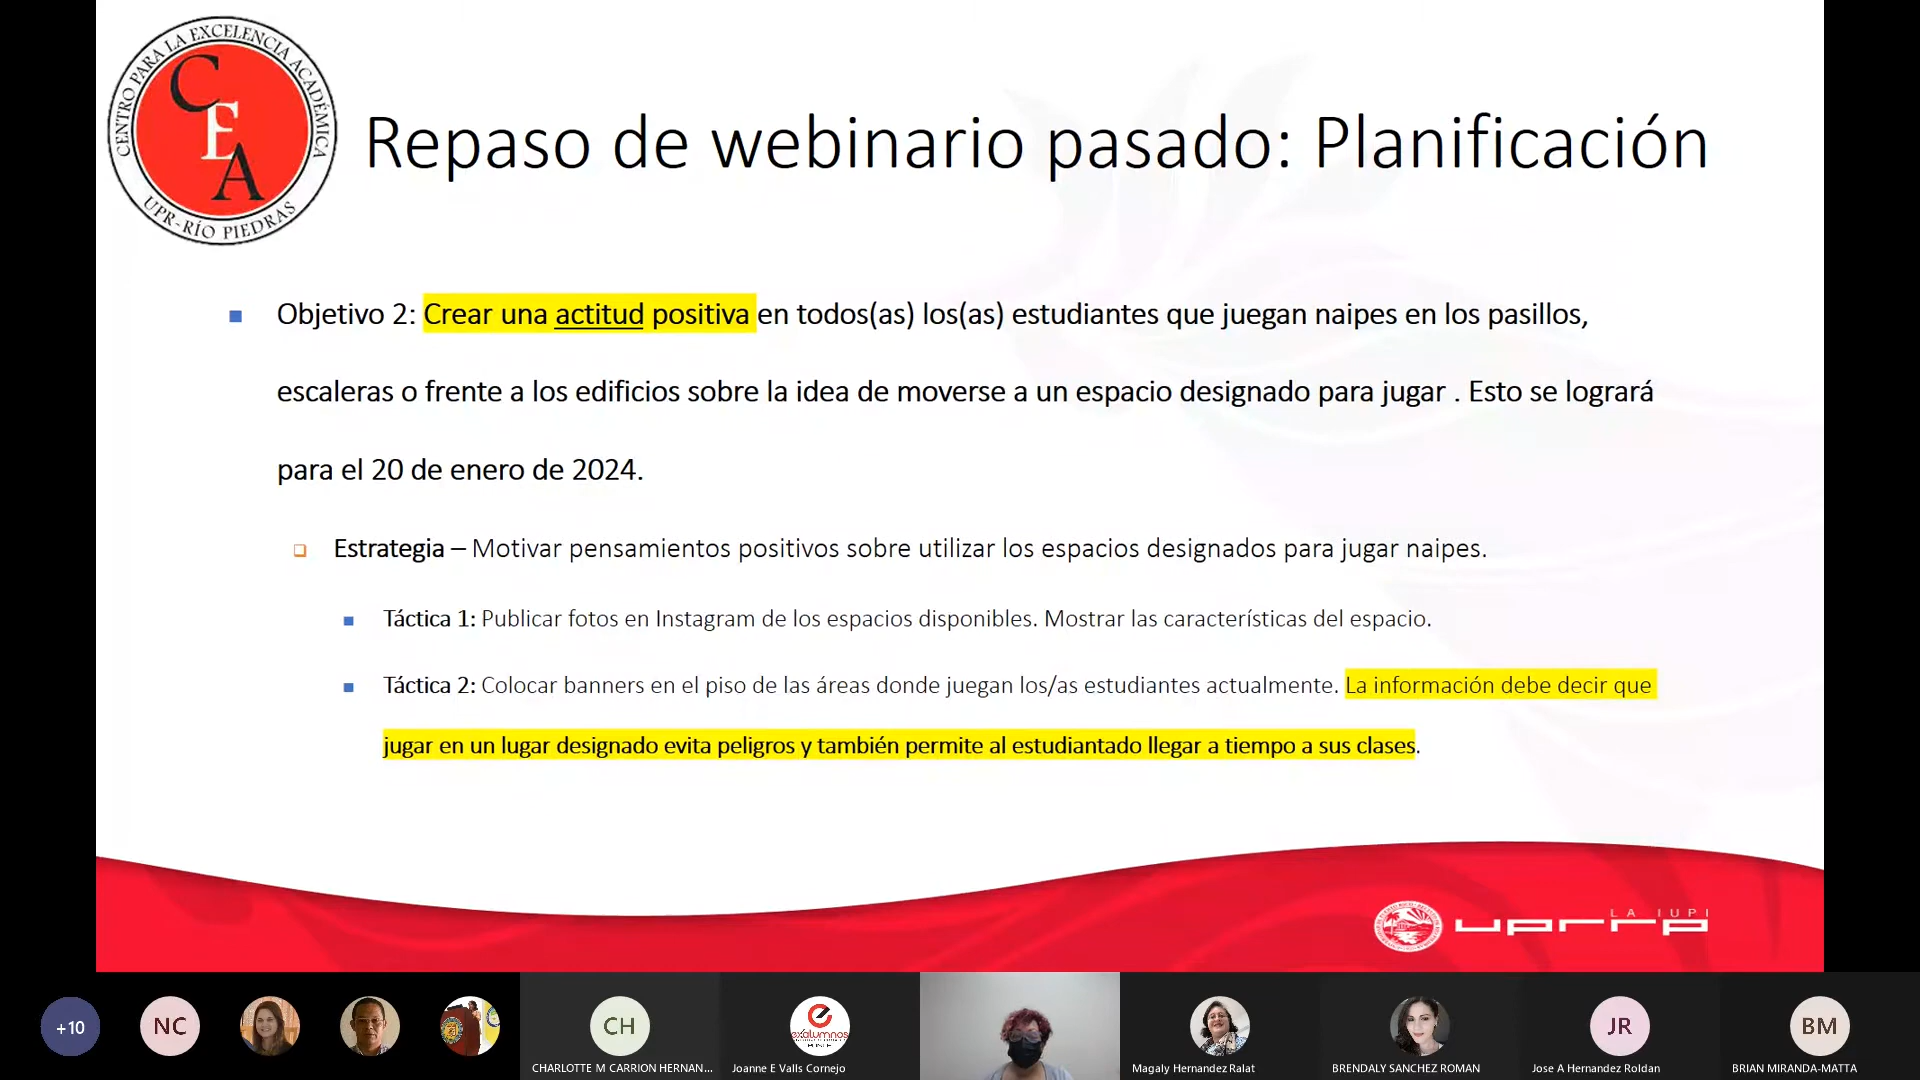 CENTRO PARA LA EXCELENCIA ACADÉMICA
CEA
UPR-RÍO PIEDRAS
Repaso de webinario pasado: Planificación
Objetivo 2: Crear una actitud positiva en todos(as) los(as) estudiantes que juegan naipes en los pasillos,
escaleras o frente a los edificios sobre la idea de moverse a un espacio designado para jugar . Esto se logrará
para el 20 de enero de 2024.
Estrategia – Motivar pensamientos positivos sobre utilizar los espacios designados para jugar naipes.
Táctica 1: Publicar fotos en Instagram de los espacios disponibles. Mostrar las características del espacio.
Táctica 2: Colocar banners en el piso de las áreas donde juegan los/as estudiantes actualmente. La información debe decir que
jugar en un lugar designado evita peligros y también permite al estudiantado llegar a tiempo a sus clases.
LA IUPI
uprrp
+10
NC
CH
exalumnos
JR
BM
CHARLOTTE M CARRION HERNAN...
Joanne E Valls Cornejo
Magaly Hernandez Ralat
BRENDALY SANCHEZ ROMAN
Jose A Hernandez Roldan
BRIAN MIRANDA-MATTA